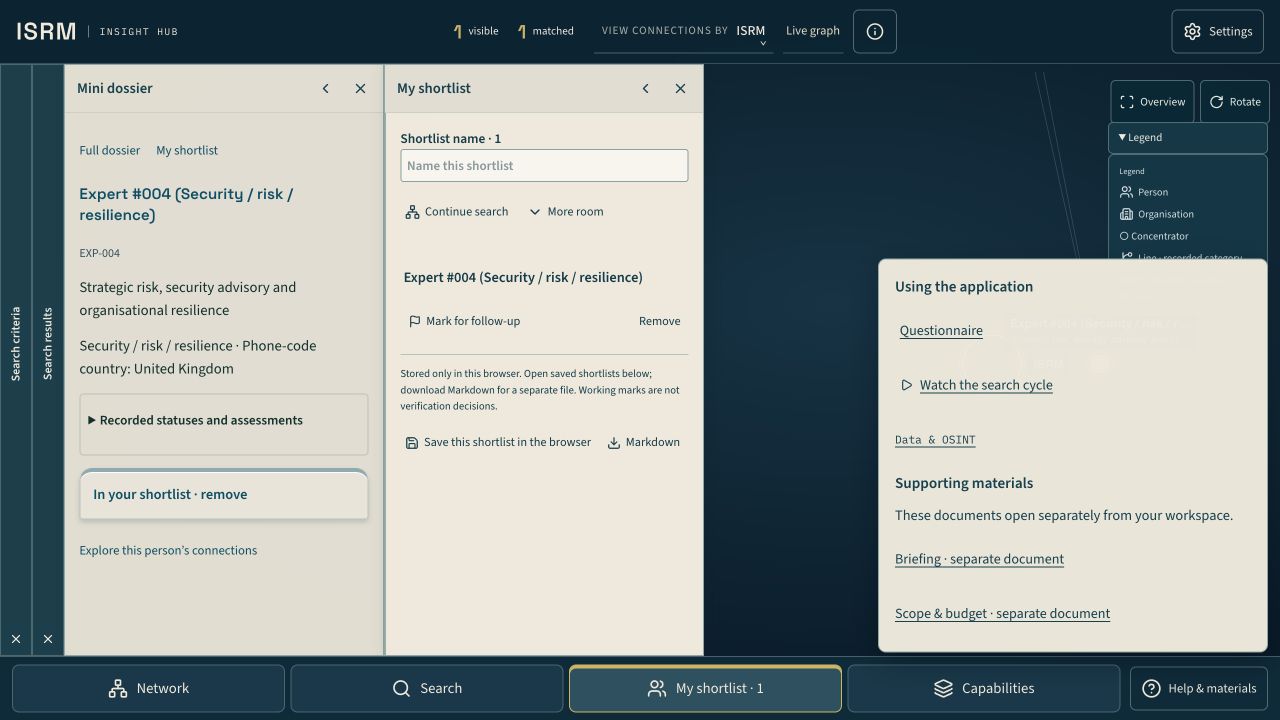 ISRM INSIGHT HUB
1 visible 1 matched
VIEW CONNECTIONS BY ISRM
Live graph
Settings
Search criteria
Search results
Mini dossier
Full dossier My shortlist
Expert #004 (Security / risk /
resilience)
EXP-004
Strategic risk, security advisory and
organisational resilience
Security / risk / resilience · Phone-code
country: United Kingdom
▶ Recorded statuses and assessments
In your shortlist · remove
Explore this person's connections
My shortlist
Shortlist name · 1
Name this shortlist
Continue search More room
Expert #004 (Security / risk / resilience)
Mark for follow-up Remove
Stored only in this browser. Open saved shortlists below;
download Markdown for a separate file. Working marks are not
verification decisions.
Save this shortlist in the browser Markdown
Overview Rotate
▼ Legend
Legend
Person
Organisation
Concentrator
Line · recorded category
Using the application
Questionnaire
Watch the search cycle
Data & OSINT
Supporting materials
These documents open separately from your workspace.
Briefing · separate document
Scope & budget · separate document
Network
Search
My shortlist · 1
Capabilities
Help & materials